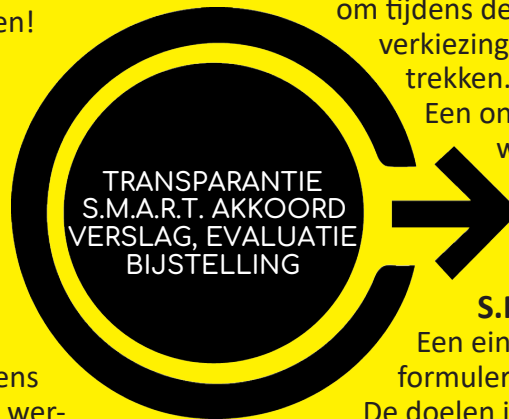 en!
om tijdens de
verkiezing
trekken.
Een on
w
TRANSPARANTIE
S.M.A.R.T. AKKOORD
VERSLAG, EVALUATIE
BIJSTELLING
S.
Een ein
formuler
ens
De doelen i
wer-